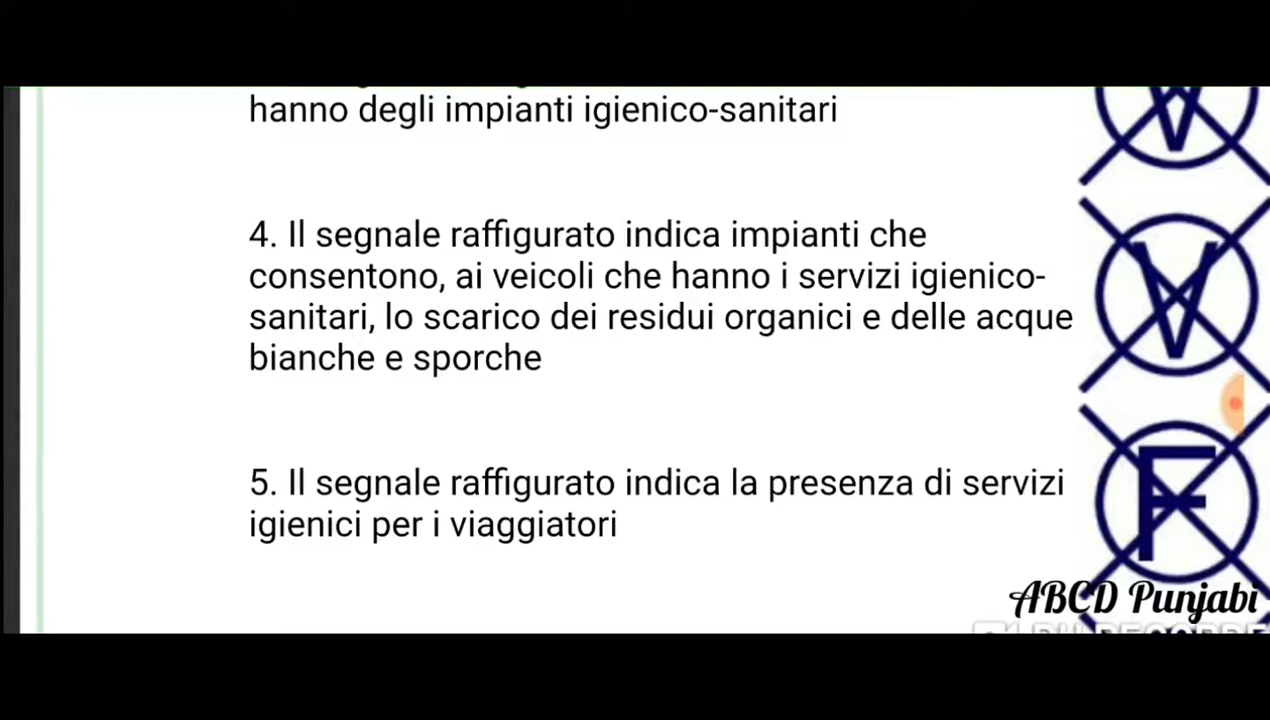 hanno degli impianti igienico-sanitari
V
4. Il segnale raffigurato indica impianti che
consentono, ai veicoli che hanno i servizi igienico-
sanitari, lo scarico dei residui organici e delle acque
bianche e sporche
V
5. Il segnale raffigurato indica la presenza di servizi
igienici per i viaggiatori
F
ABCD Punjabi